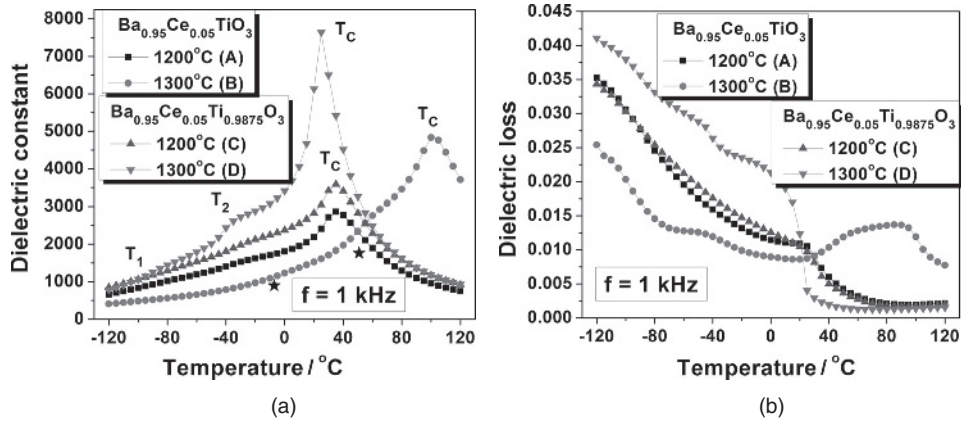 (a)
Dielectric constant
8000
7000
6000
5000
4000
3000
2000
1000
0
Ba0.95Ce0.05TiO3
1200°C (A)
1300°C (B)
Ba0.95Ce0.05Ti0.9875O3
1200°C (C)
1300°C (D)
TC
TC
TC
T2
T1
f = 1 kHz
-120 -80 -40 0 40 80 120
Temperature / °C
(a)
(b)
Dielectric loss
0.045
0.040
0.035
0.030
0.025
0.020
0.015
0.010
0.005
0.000
Ba0.95Ce0.05TiO3
1200°C (A)
1300°C (B)
Ba0.95Ce0.05Ti0.9875O3
1200°C (C)
1300°C (D)
f = 1 kHz
-120 -80 -40 0 40 80 120
Temperature / °C
(b)